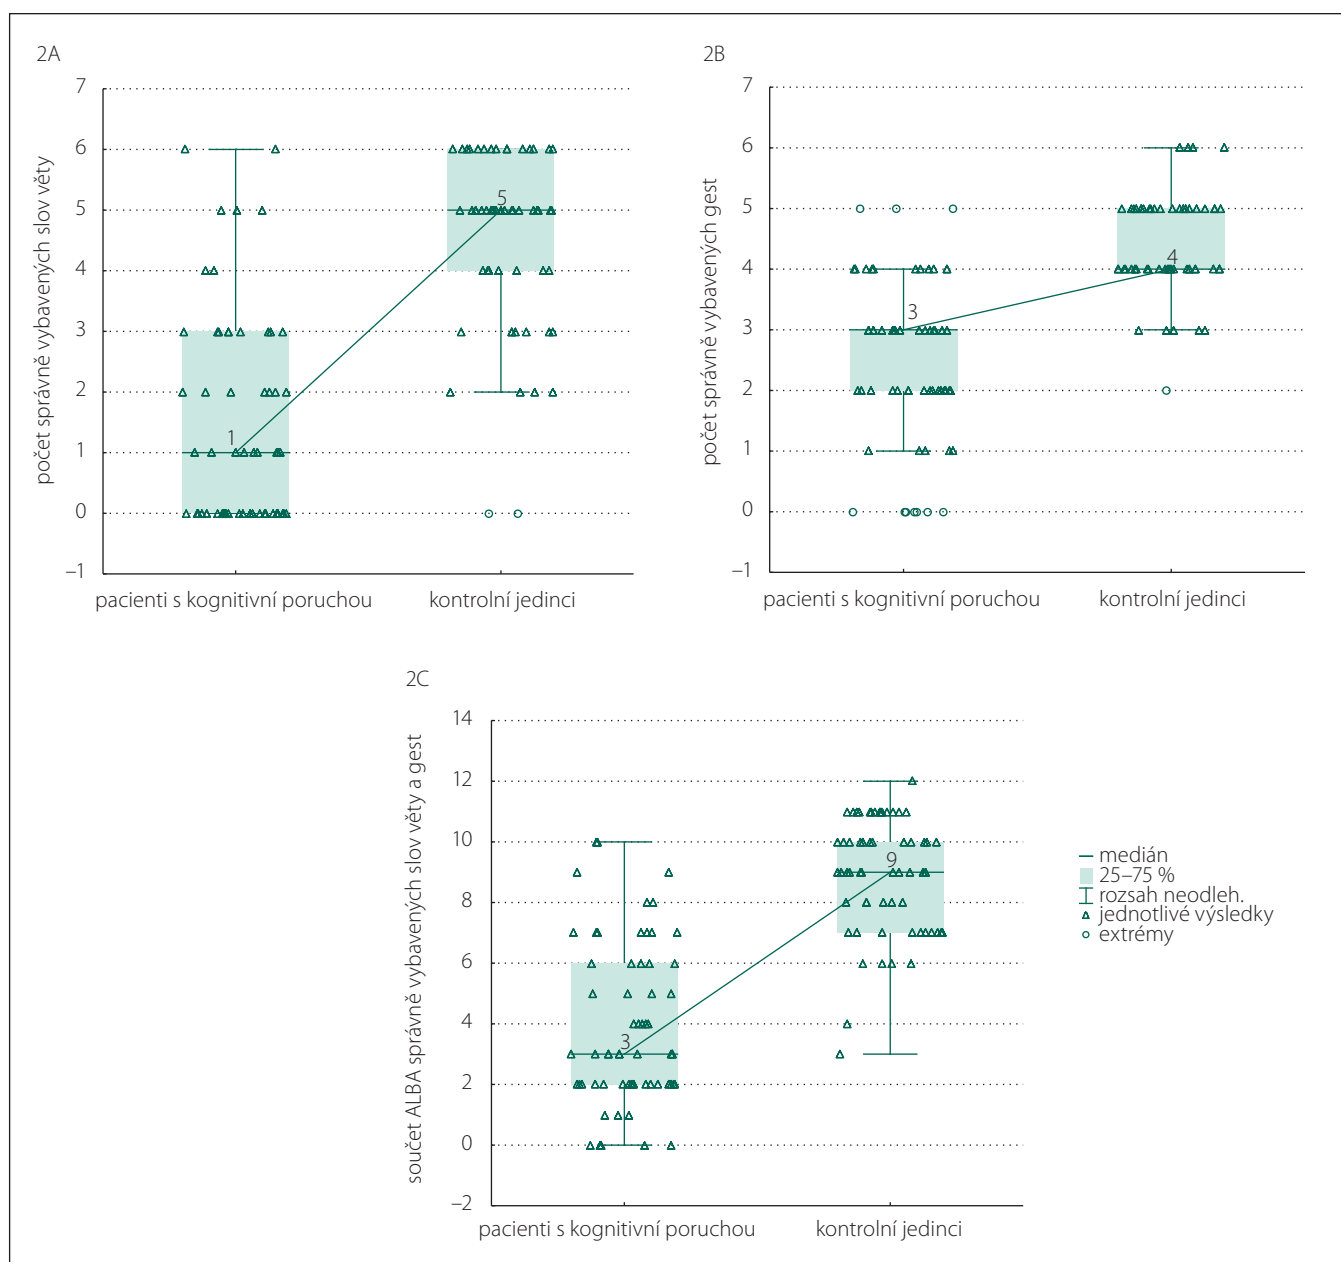 2A
počet správně vybavených slov věty
7
6
5
4
3
2
1
0
–1
1
5
pacienti s kognitivní poruchou
kontrolní jedinci
2B
počet správně vybavených gest
7
6
5
4
3
2
1
0
–1
3
4
pacienti s kognitivní poruchou
kontrolní jedinci
2C
součet ALBA správně vybavených slov věty a gest
14
12
10
8
6
4
2
0
–2
3
9
pacienti s kognitivní poruchou
kontrolní jedinci
medián
25–75 %
rozsah neodleh.
jednotlivé výsledky
extrémy